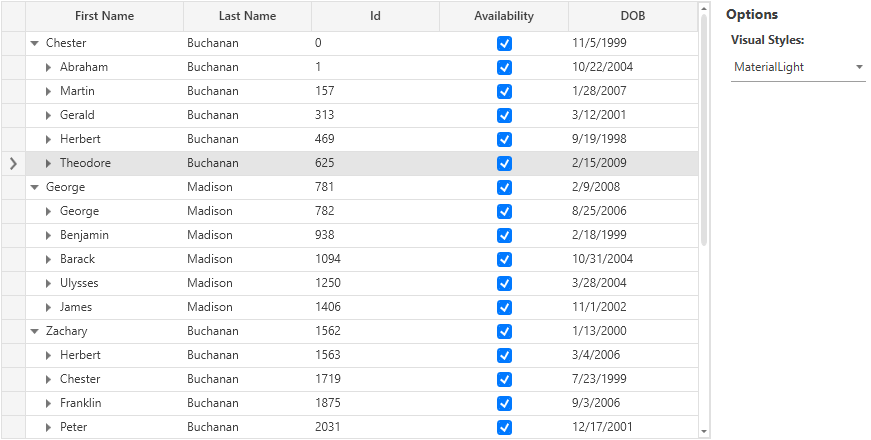 First Name Last Name Id Availability DOB
Chester Buchanan 0 11/5/1999
Abraham Buchanan 1 10/22/2004
Martin Buchanan 157 1/28/2007
Gerald Buchanan 313 3/12/2001
Herbert Buchanan 469 9/19/1998
Theodore Buchanan 625 2/15/2009
George Madison 781 2/9/2008
George Madison 782 8/25/2006
Benjamin Madison 938 2/18/1999
Barack Madison 1094 10/31/2004
Ulysses Madison 1250 3/28/2004
James Madison 1406 11/1/2002
Zachary Buchanan 1562 1/13/2000
Herbert Buchanan 1563 3/4/2006
Chester Buchanan 1719 7/23/1999
Franklin Buchanan 1875 9/3/2006
Peter Buchanan 2031 12/17/2001
Options
Visual Styles:
MaterialLight